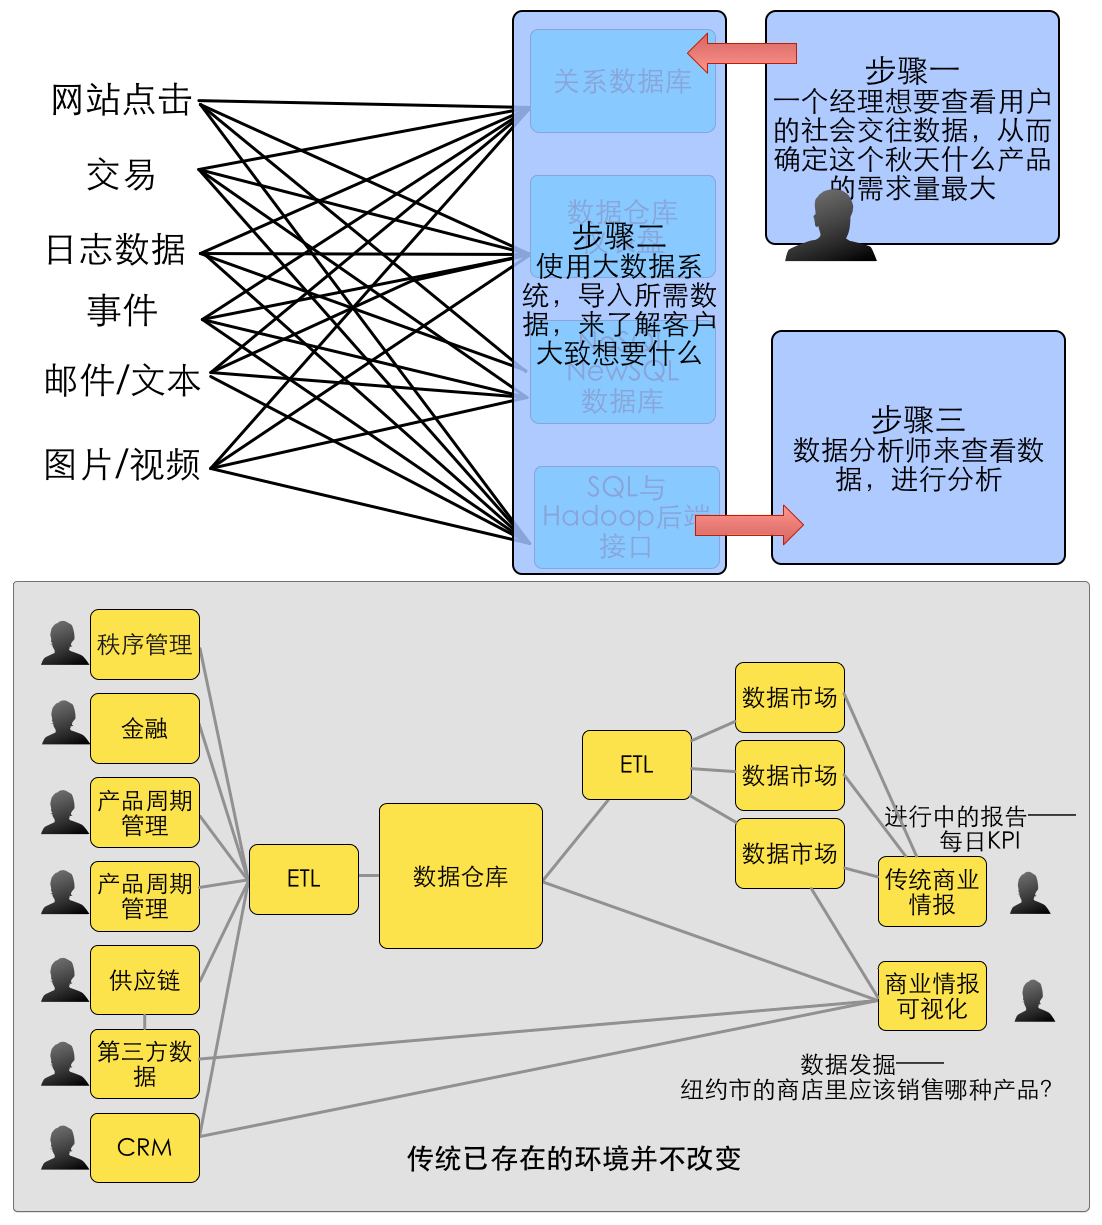 网站点击
交易
日志数据
事件
邮件/文本
图片/视频
关系数据库
数据仓库
步骤二
使用大数据系
统，导入所需数
据，来了解客户
大致想要什么
NewSQL
数据库
SQL与
Hadoop后端
接口
步骤一
一个经理想要查看用户
的社会交往数据，从而
确定这个秋天什么产品
的需求量最大
步骤三
数据分析师来查看数
据，进行分析
秩序管理
金融
产品周期
管理
产品周期
管理
供应链
第三方数
据
CRM
ETL
数据仓库
ETL
数据市场
数据市场
数据市场
进行中的报告——
每日KPI
传统商业
情报
商业情报
可视化
数据发掘——
纽约市的商店里应该销售哪种产品？
传统已存在的环境并不改变